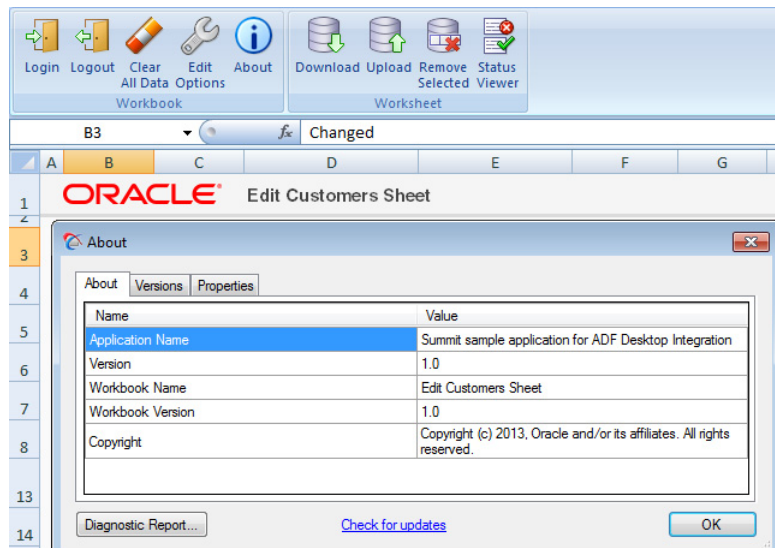 Login Logout Clear All Data Edit Options About Download Upload Remove Selected Status Viewer
Workbook Worksheet
B3 fx Changed
A B C D E F G
1 ORACLE Edit Customers Sheet
2
3 About
4 About Versions Properties
Name Value
5 Application Name Summit sample application for ADF Desktop Integration
6 Version 1.0
7 Workbook Name Edit Customers Sheet
Workbook Version 1.0
8 Copyright Copyright (c) 2013, Oracle and/or its affiliates. All rights
reserved.
13
14 Diagnostic Report... Check for updates OK